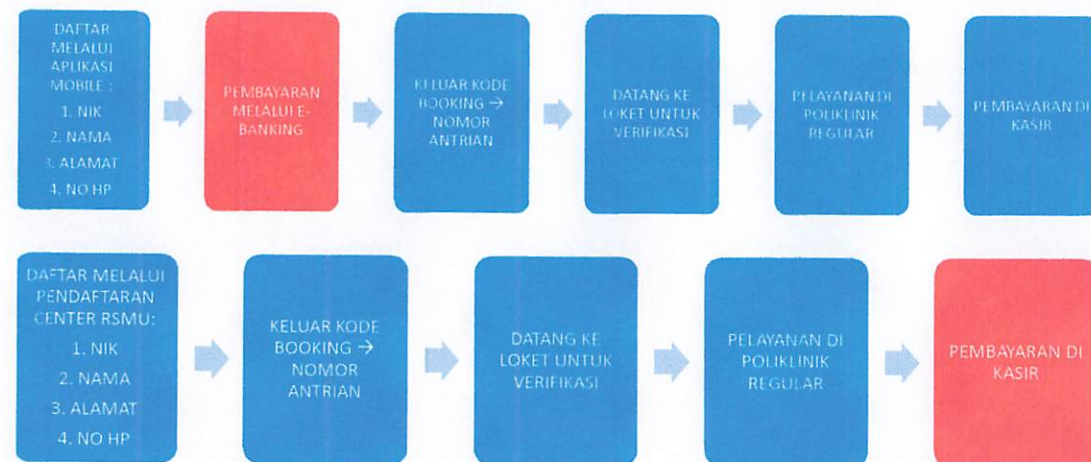 DAFTAR
MELALUI
APLIKASI
MOBILE :
1. NIK
2. NAMA
3. ALAMAT
4. NO HP
PEMBAYARAN
MELALUI E-
BANKING
KELUAR KODE
BOOKING →
NOMOR
ANTRIAN
DATANG KE
LOKET UNTUK
VERIFIKASI
PELAYANAN DI
POLIKLINIK
REGULAR
PEMBAYARAN DI
KASIR
DAFTAR MELALUI
PENDAFTARAN
CENTER RSMU:
1. NIK
2. NAMA
3. ALAMAT
4. NO HP
KELUAR KODE
BOOKING →
NOMOR
ANTRIAN
DATANG KE
LOKET UNTUK
VERIFIKASI
PELAYANAN DI
POLIKLINIK
REGULAR
PEMBAYARAN DI
KASIR